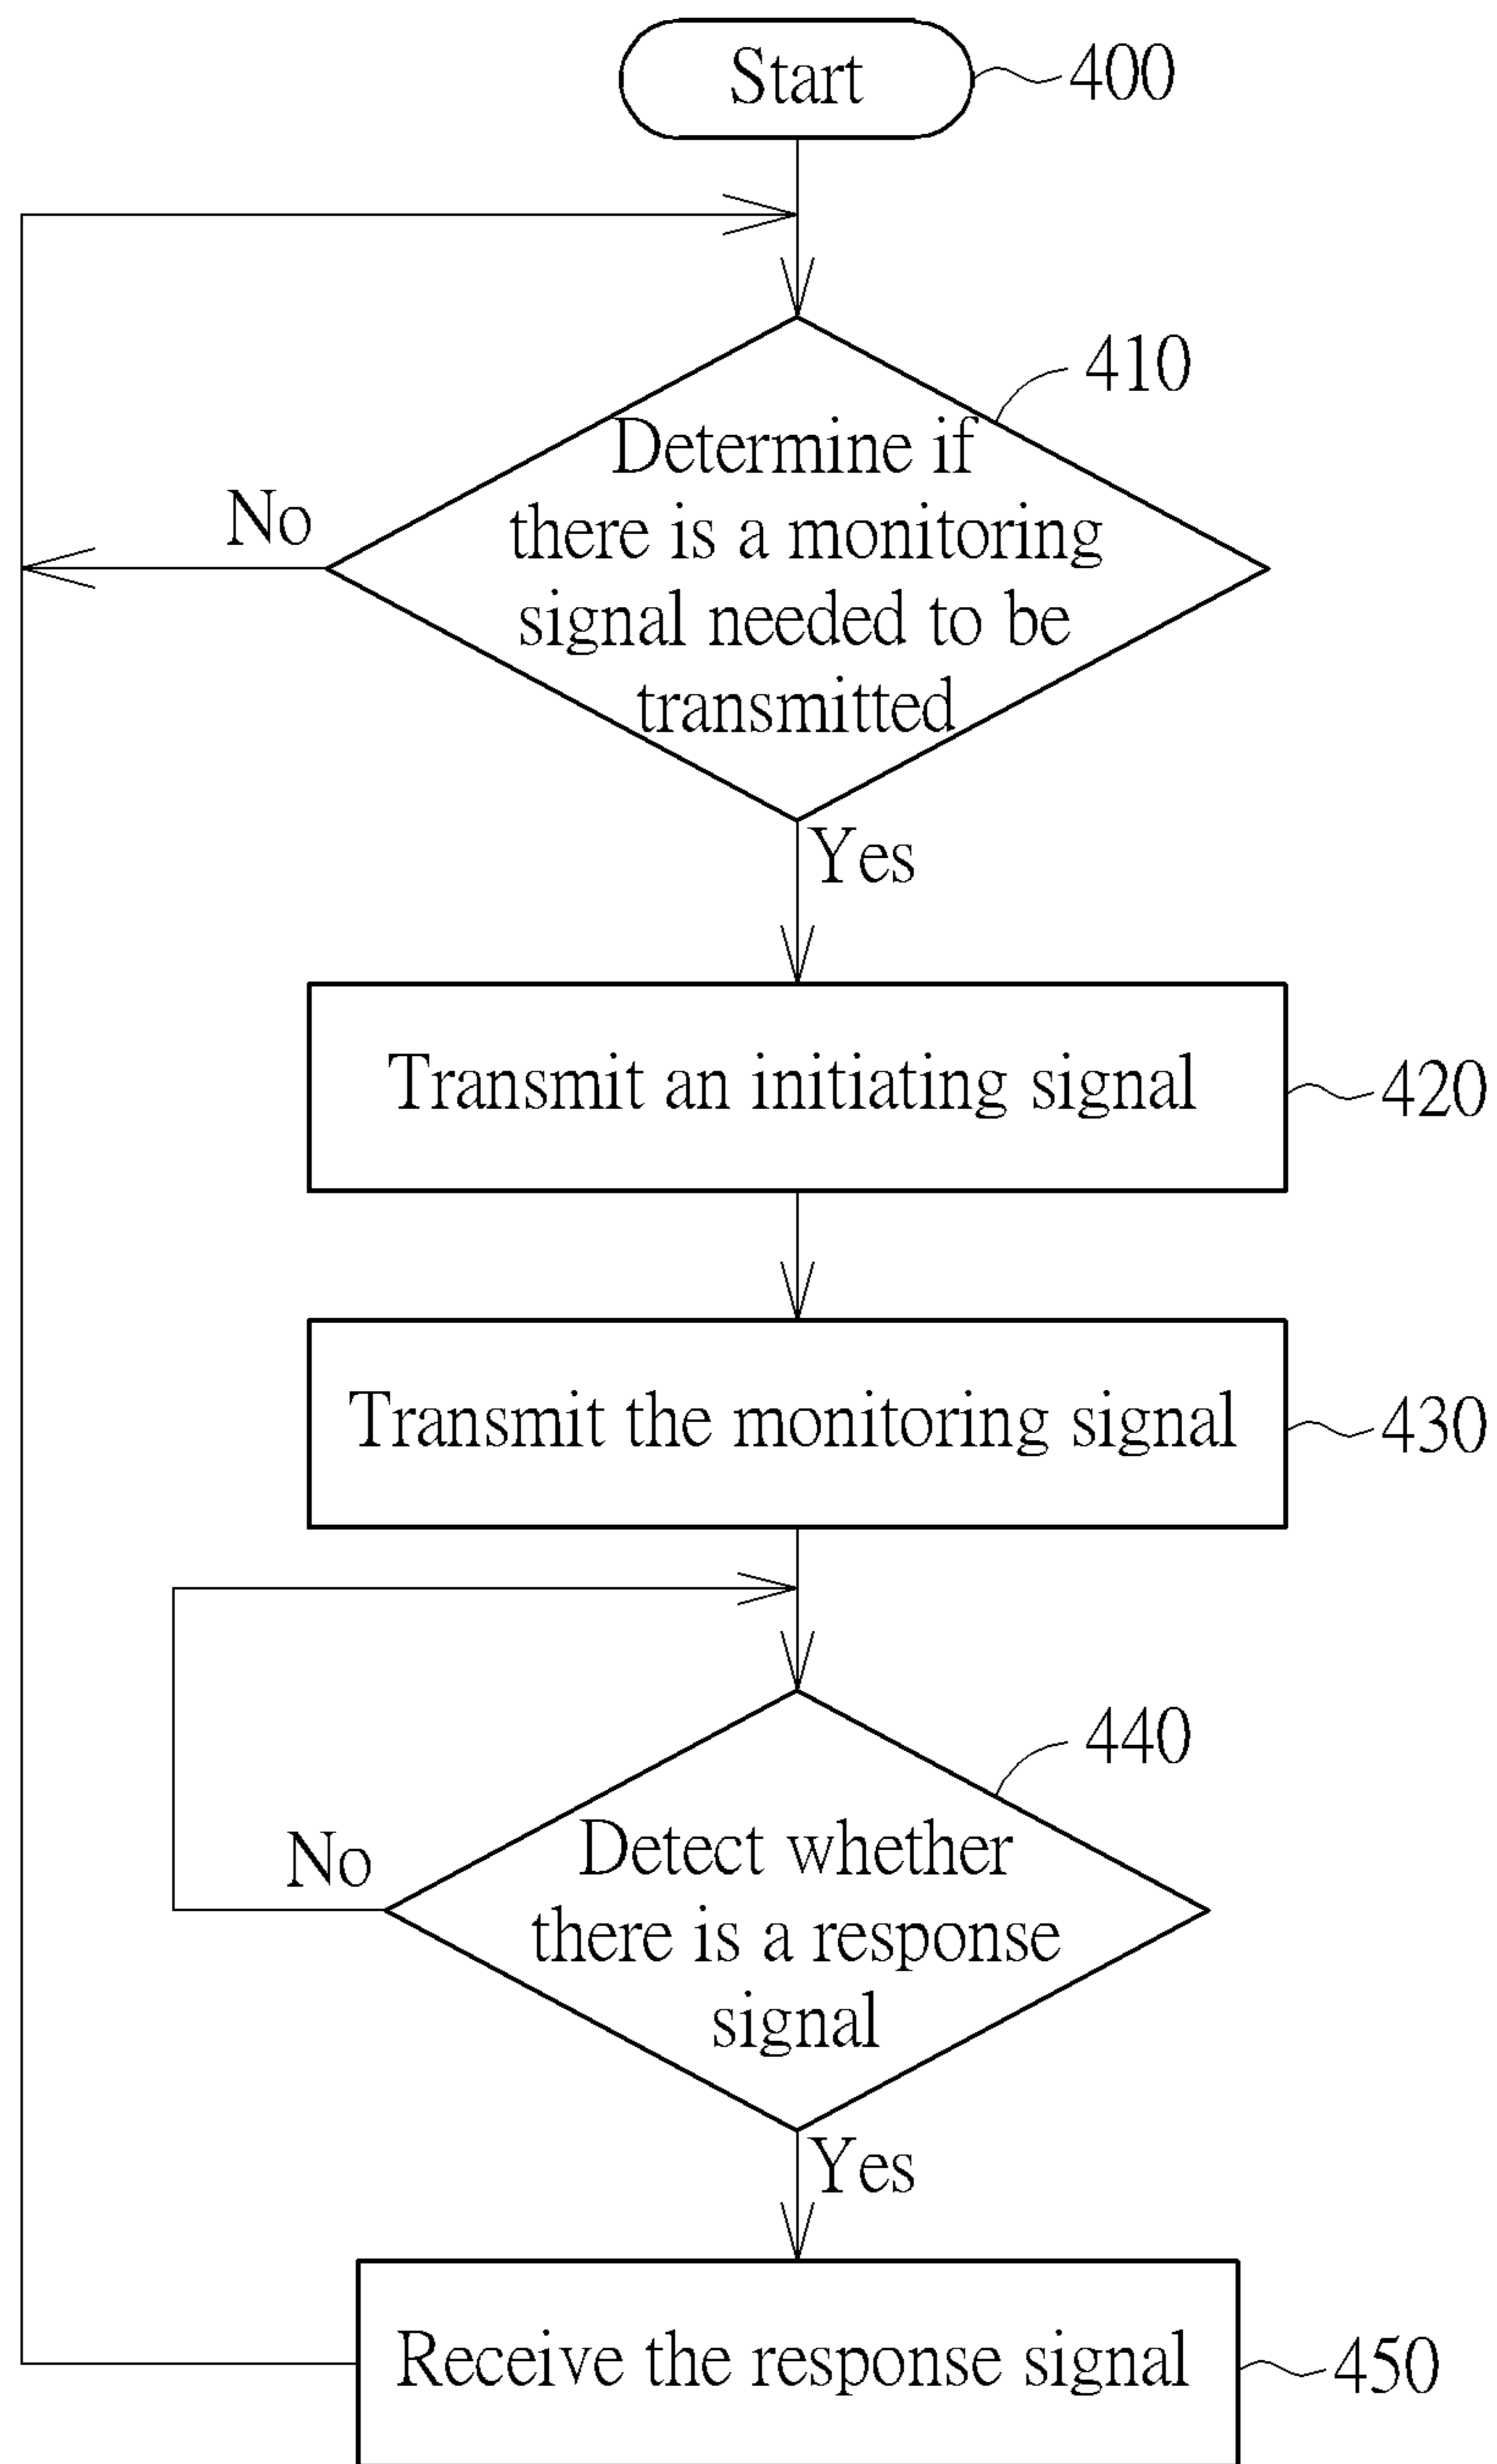 Start
400
410
Determine if
there is a monitoring
signal needed to be
transmitted
No
Yes
Transmit an initiating signal
420
Transmit the monitoring signal
430
440
Detect whether
there is a response
signal
No
Yes
Receive the response signal
450